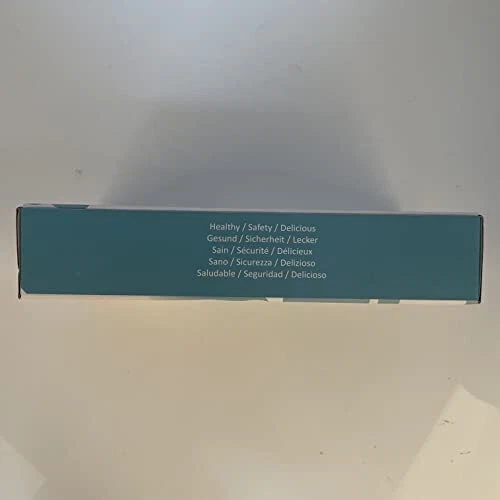 Healthy / Safety / Delicious
Gesund / Sicherheit / Lecker
Sain / Sécurité / Délicieux
Sano / Sicurezza / Delizioso
Saludable / Seguridad / Delicioso